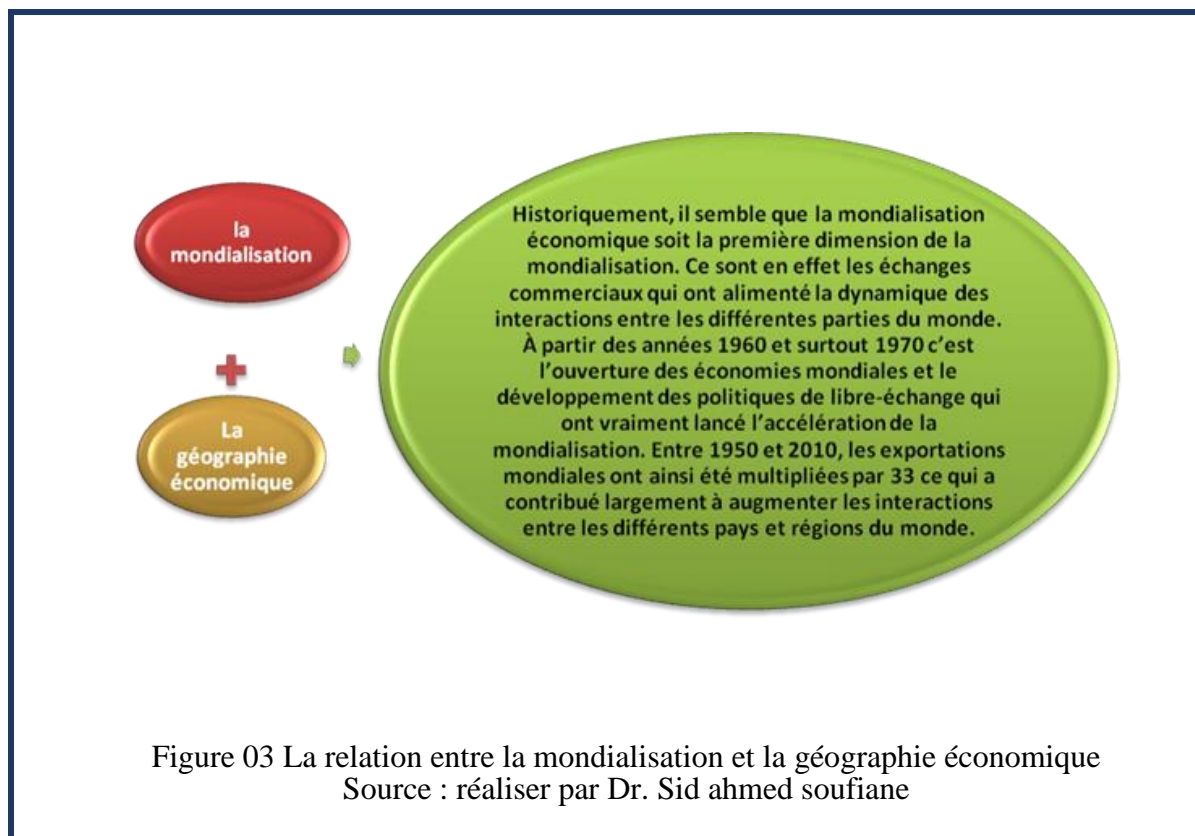 la
mondialisation
La
géographie
économique
Historiquement, il semble que la mondialisation
économique soit la première dimension de la
mondialisation. Ce sont en effet les échanges
commerciaux qui ont alimenté la dynamique des
interactions entre les différentes parties du monde.
À partir des années 1960 et surtout 1970 c’est
l’ouverture des économies mondiales et le
développement des politiques de libre-échange qui
ont vraiment lancé l’accélération de la
mondialisation. Entre 1950 et 2010, les exportations
mondiales ont ainsi été multipliées par 33 ce qui a
contribué largement à augmenter les interactions
entre les différents pays et régions du monde.
Figure 03 La relation entre la mondialisation et la géographie économique
Source : réaliser par Dr. Sid ahmed soufiane